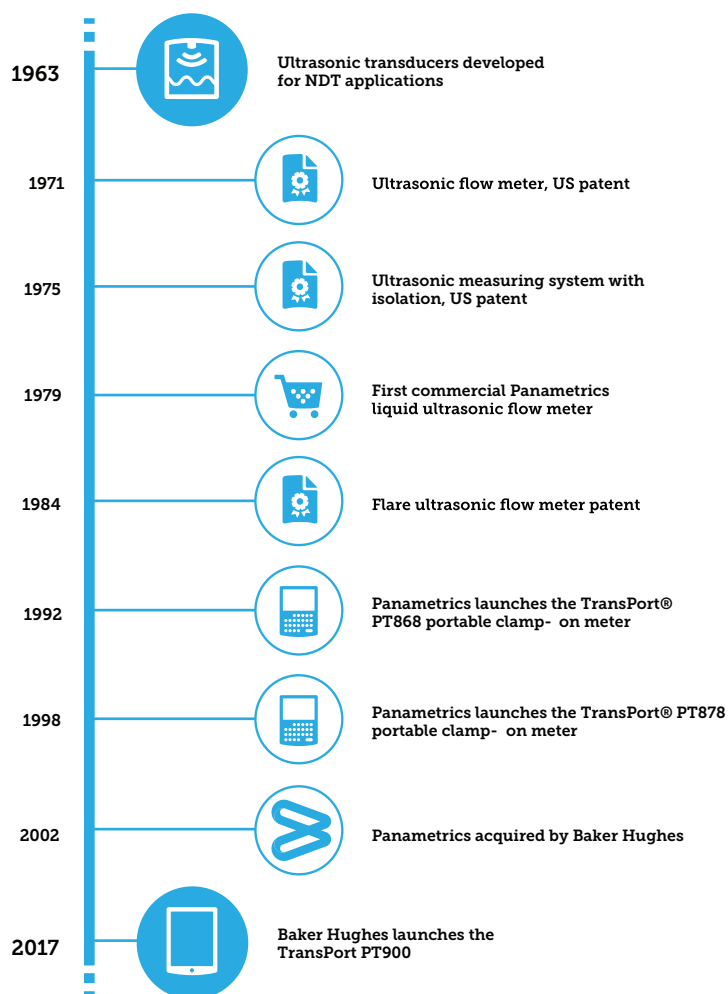 1963
Ultrasonic transducers developed
for NDT applications
1971
Ultrasonic flow meter, US patent
1975
Ultrasonic measuring system with
isolation, US patent
1979
First commercial Panametrics
liquid ultrasonic flow meter
1984
Flare ultrasonic flow meter patent
1992
Panametrics launches the TransPort®
PT868 portable clamp-  on meter
1998
Panametrics launches the TransPort® PT878
portable clamp-  on meter
2002
Panametrics acquired by Baker Hughes
2017
Baker Hughes launches the
TransPort PT900